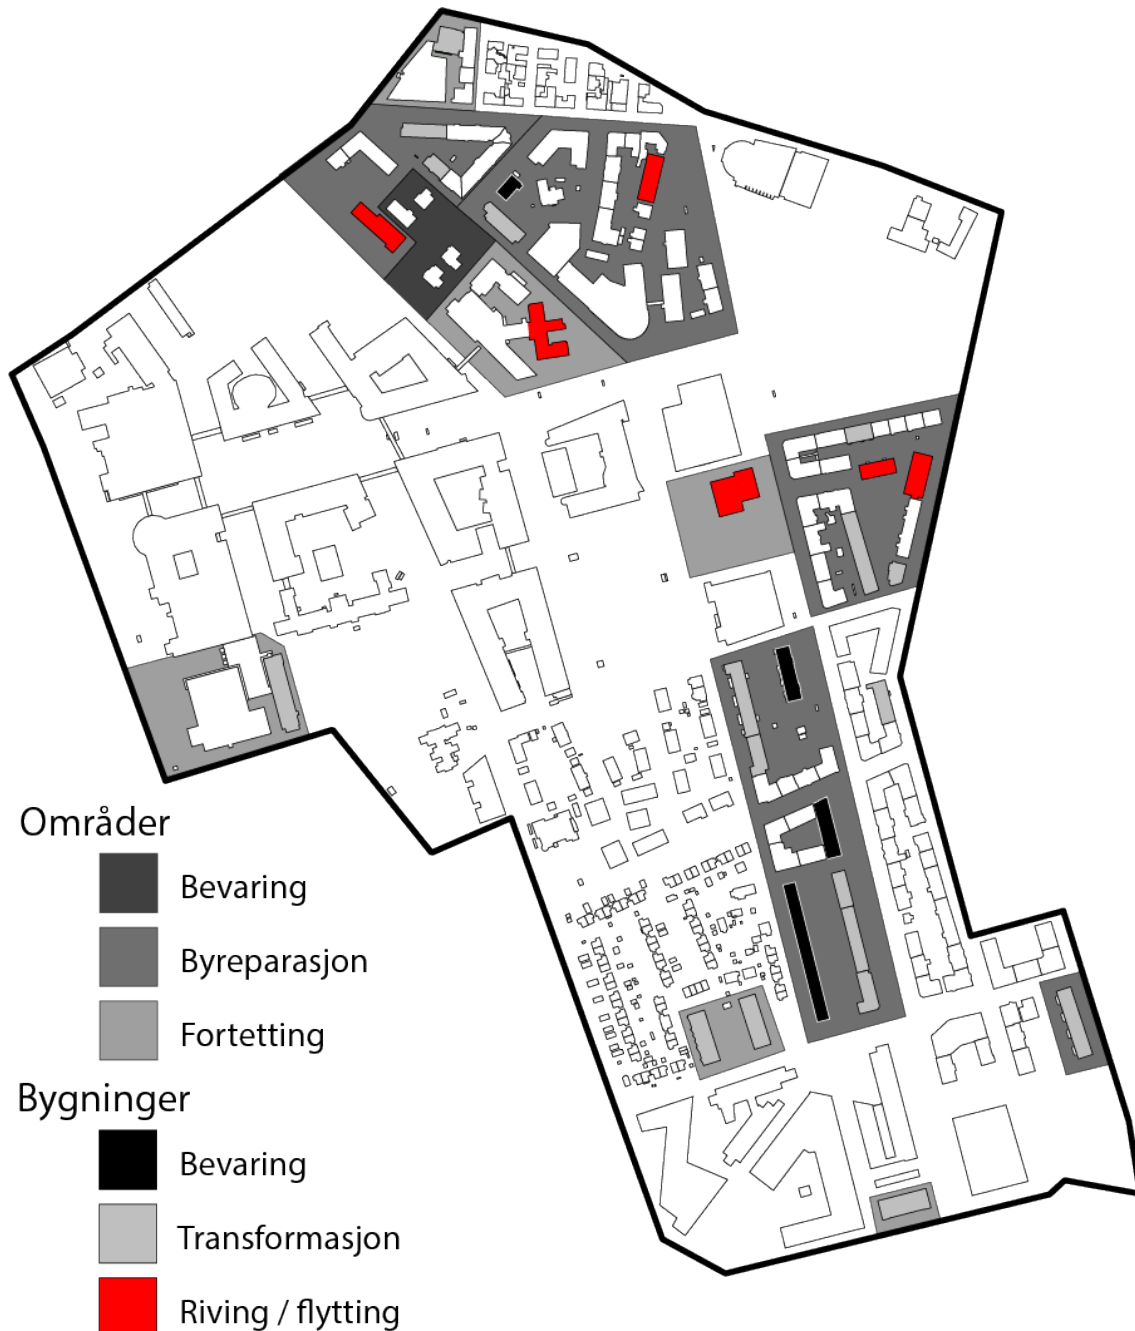 Områder
Bevaring
Byreparasjon
Fortetting
Bygninger
Bevaring
Transformasjon
Riving / flytting